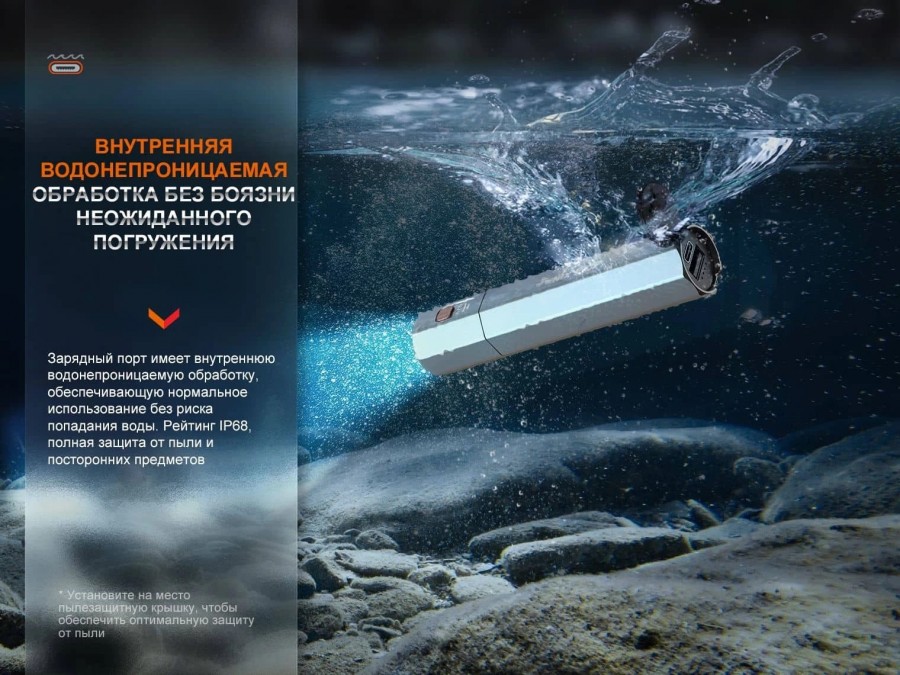 ВНУТРЕННЯЯ
ВОДОНЕПРОНИЦАЕМАЯ
ОБРАБОТКА БЕЗ БОЯЗНИ
НЕОЖИДАННОГО
ПОГРУЖЕНИЯ
Зарядный порт имеет внутреннюю
водонепроницаемую обработку,
обеспечивающую нормальное
использование без риска
попадания воды. Рейтинг IP68,
полная защита от пыли и
посторонних предметов
* Установите на место
пылезащитную крышку, чтобы
обеспечить оптимальную защиту
от пыли